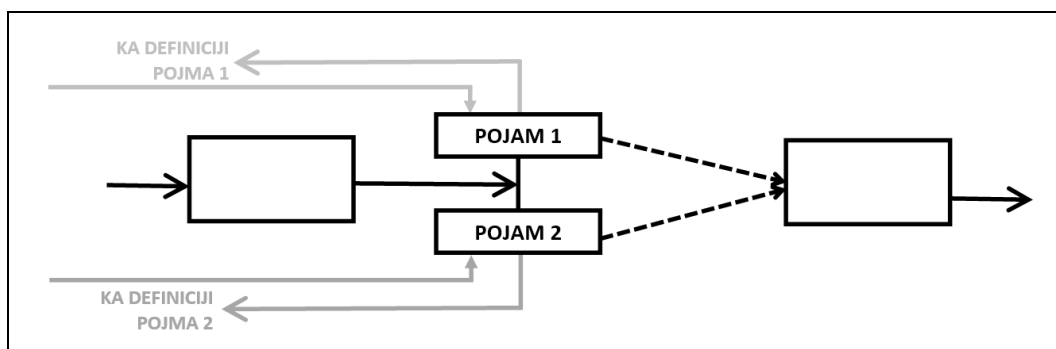 KA DEFINICIJI
POJMA 1
POJAM 1
POJAM 2
KA DEFINICIJI
POJMA 2